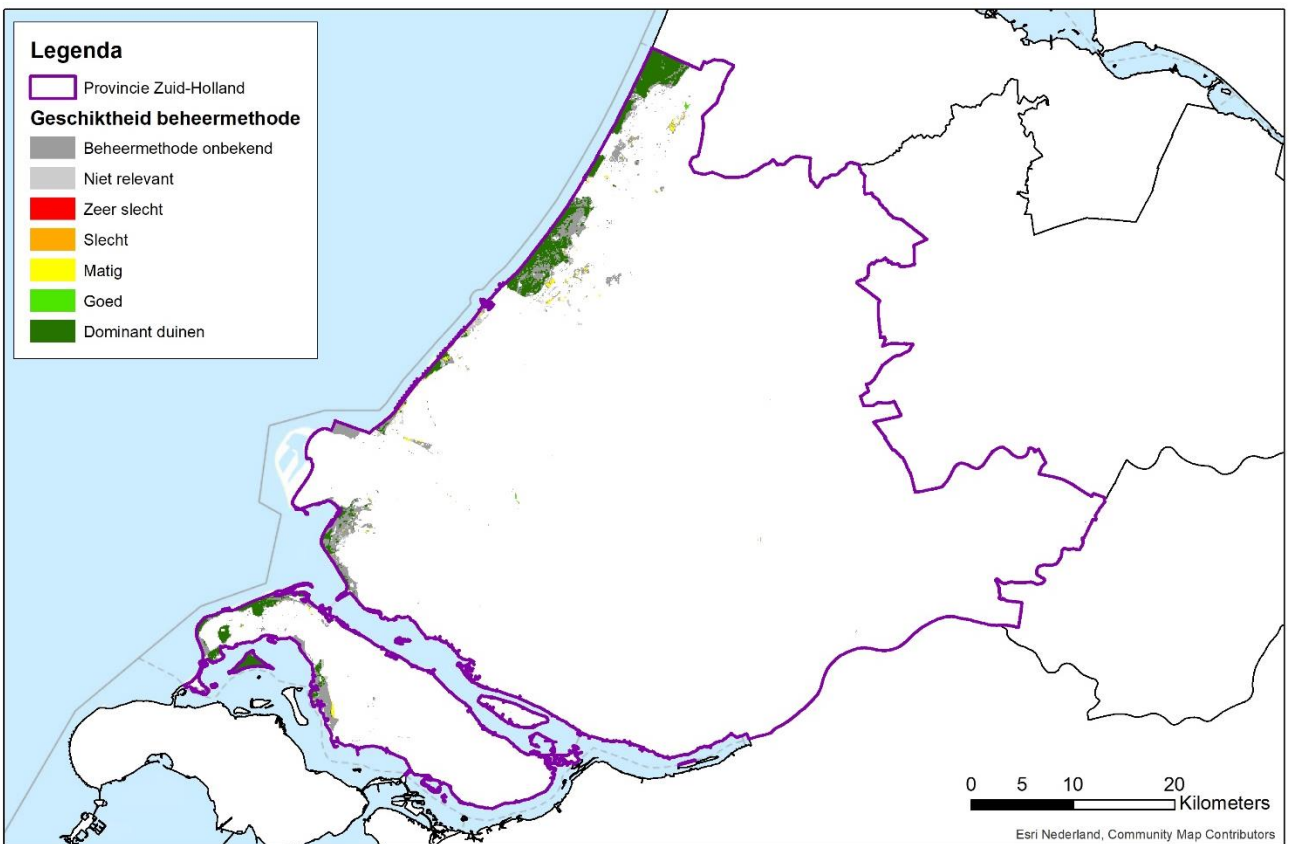 Legenda
Provincie Zuid-Holland
Geschiktheid beheermethode
Beheermethode onbekend
Niet relevant
Zeer slecht
Slecht
Matig
Goed
Dominant duinen
0 5 10 20
Kilometers
Esri Nederland, Community Map Contributors